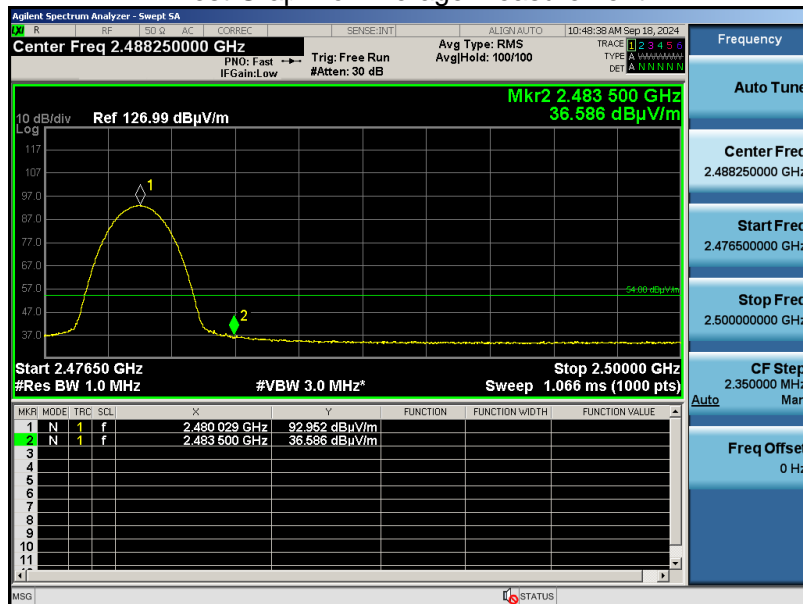 Agilent Spectrum Analyzer - Swept SA
LXI R RF 50 Ω AC CORREC SENSE:INT ALIGN AUTO 10:48:38 AM Sep 18, 2024
Center Freq 2.488250000 GHz
PNO: Fast
IFGain:Low
Trig: Free Run
#Atten: 30 dB
Avg Type: RMS
Avg|Hold: 100/100
TRACE 1 2 3 4 5 6
TYPE A
DET A N N N N N
Mkr2 2.483 500 GHz
36.586 dBµV/m
10 dB/div Ref 126.99 dBµV/m
Log
117
107
97.0
87.0
77.0
67.0
57.0
47.0
37.0
1
2
54.00 dBµV/m
Start 2.47650 GHz Stop 2.50000 GHz
#Res BW 1.0 MHz #VBW 3.0 MHz* Sweep 1.066 ms (1000 pts)
MKR MODE TRC SCL X Y FUNCTION FUNCTION WIDTH FUNCTION VALUE
1 N 1 f 2.480 029 GHz 92.952 dBµV/m
2 N 1 f 2.483 500 GHz 36.586 dBµV/m
3
4
5
6
7
8
9
10
11
MSG STATUS
Frequency
Auto Tune
Center Freq
2.488250000 GHz
Start Freq
2.476500000 GHz
Stop Freq
2.500000000 GHz
CF Step
2.350000 MHz
Auto Man
Freq Offset
0 Hz